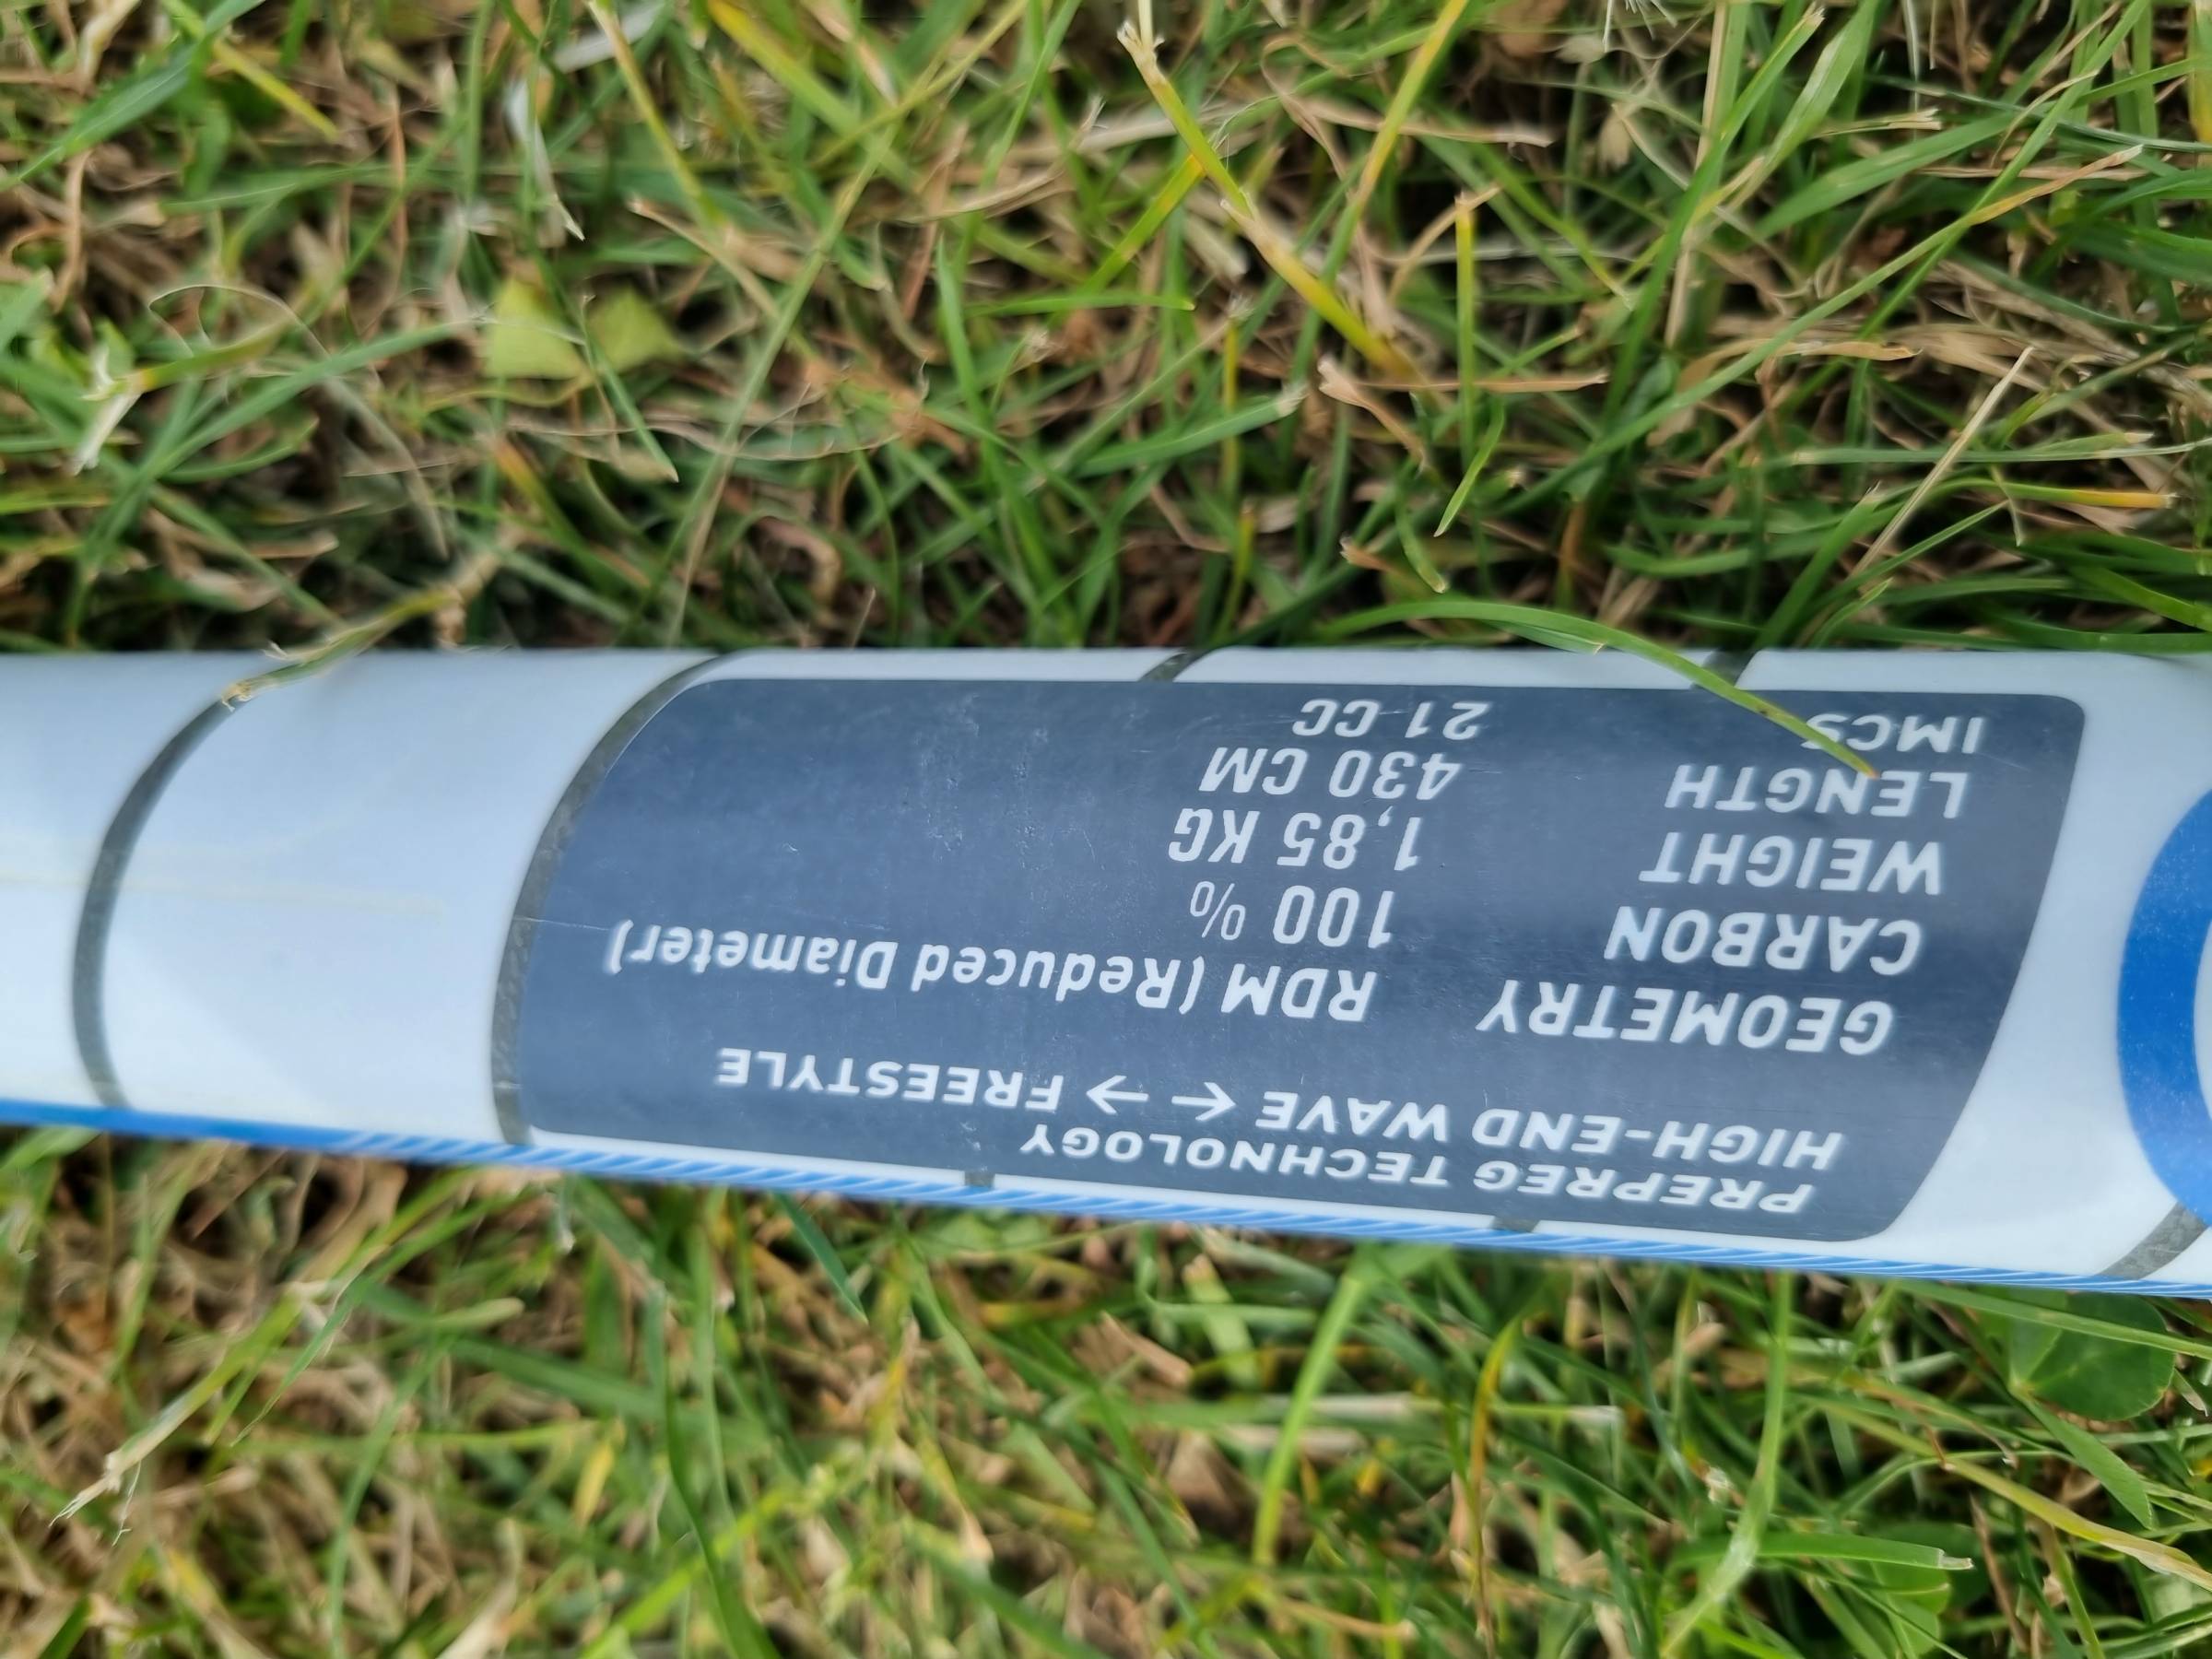 PREPREG TECHNOLOGY
HIGH-END WAVE ← → FREESTYLE
GEOMETRY RDM (Reduced Diameter)
CARBON 100 %
WEIGHT 1,85 KG
LENGTH 430 CM
IMCS 21 CC